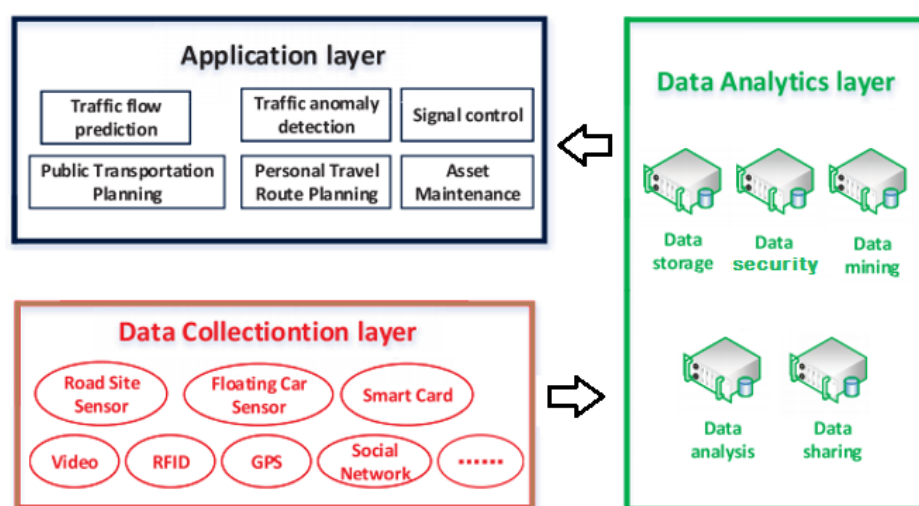 Application layer
Traffic flow
prediction
Traffic anomaly
detection
Signal control
Public Transportation
Planning
Personal Travel
Route Planning
Asset
Maintenance
Data Analytics layer
Data
storage
Data
security
Data
mining
Data
analysis
Data
sharing
Data Collectiontion layer
Road Site
Sensor
Floating Car
Sensor
Smart Card
Video
RFID
GPS
Social
Network
······